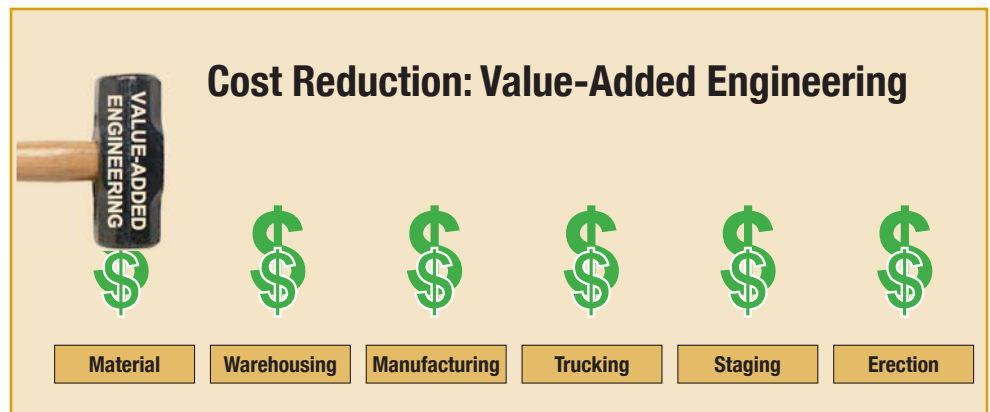 Cost Reduction: Value-Added Engineering
VALUE-ADDED
ENGINEERING
$ $ $ $ $ $
$ $ $ $ $ $
Material Warehousing Manufacturing Trucking Staging Erection